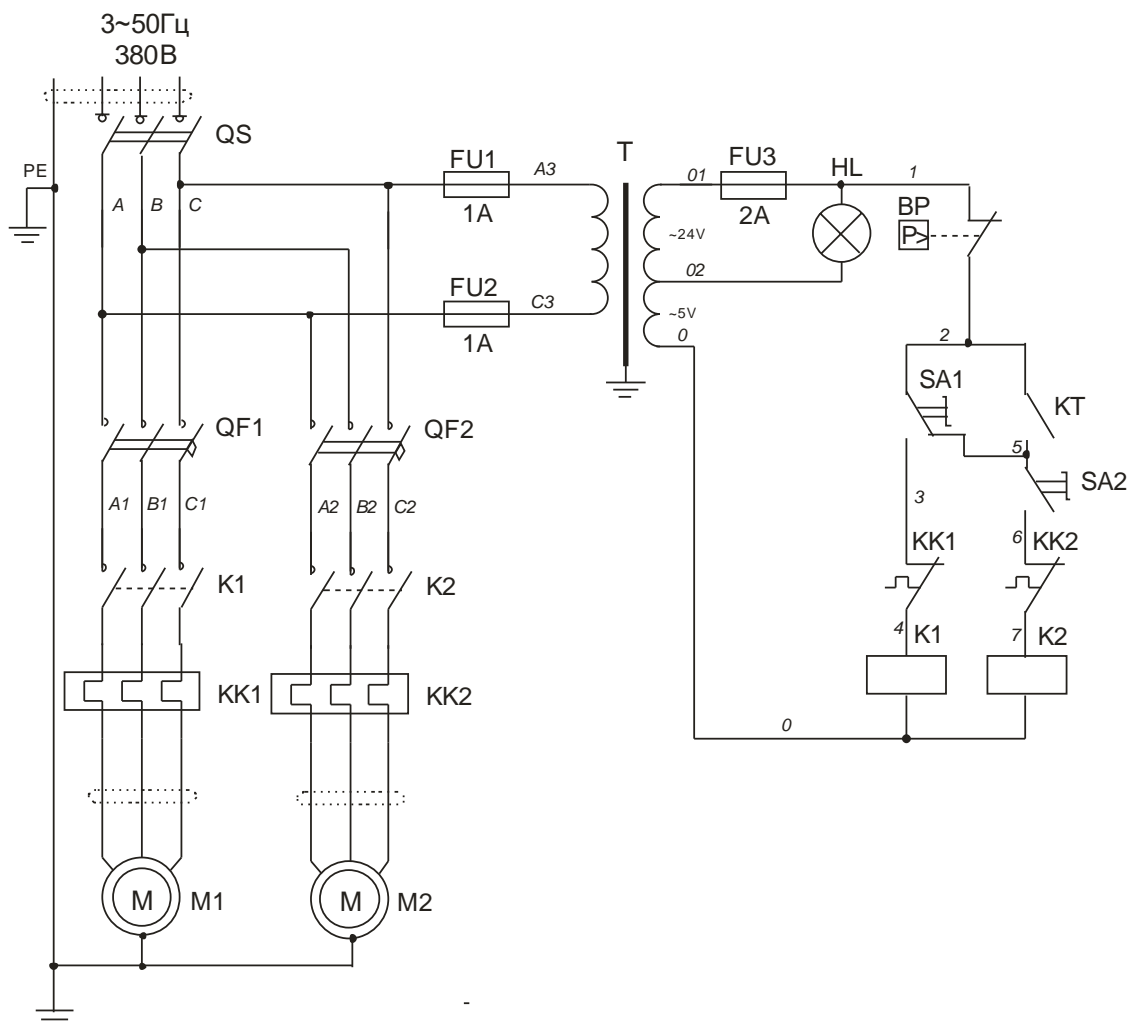 3~50Гц
380В
QS
PE
A B C
FU1
1A
A3
T
FU2
1A
C3
01
FU3
2A
HL
1
~24V
02
~5V
0
BP
P>
2
SA1
KT
5
SA2
3
KK1
6
KK2
4
K1
7
K2
0
QF1
QF2
A1 B1 C1
A2 B2 C2
K1
K2
KK1
KK2
M
M1
M
M2
-